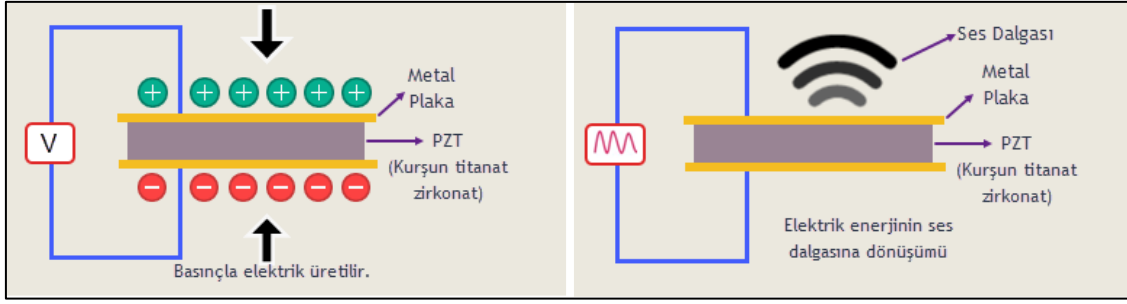 Metal
Plaka
V
PZT
(Kurşun titanat
zirkonat)
Basınçla elektrik üretilir.
Ses Dalgası
Metal
Plaka
PZT
(Kurşun titanat
zirkonat)
Elektrik enerjinin ses
dalgasına dönüşümü